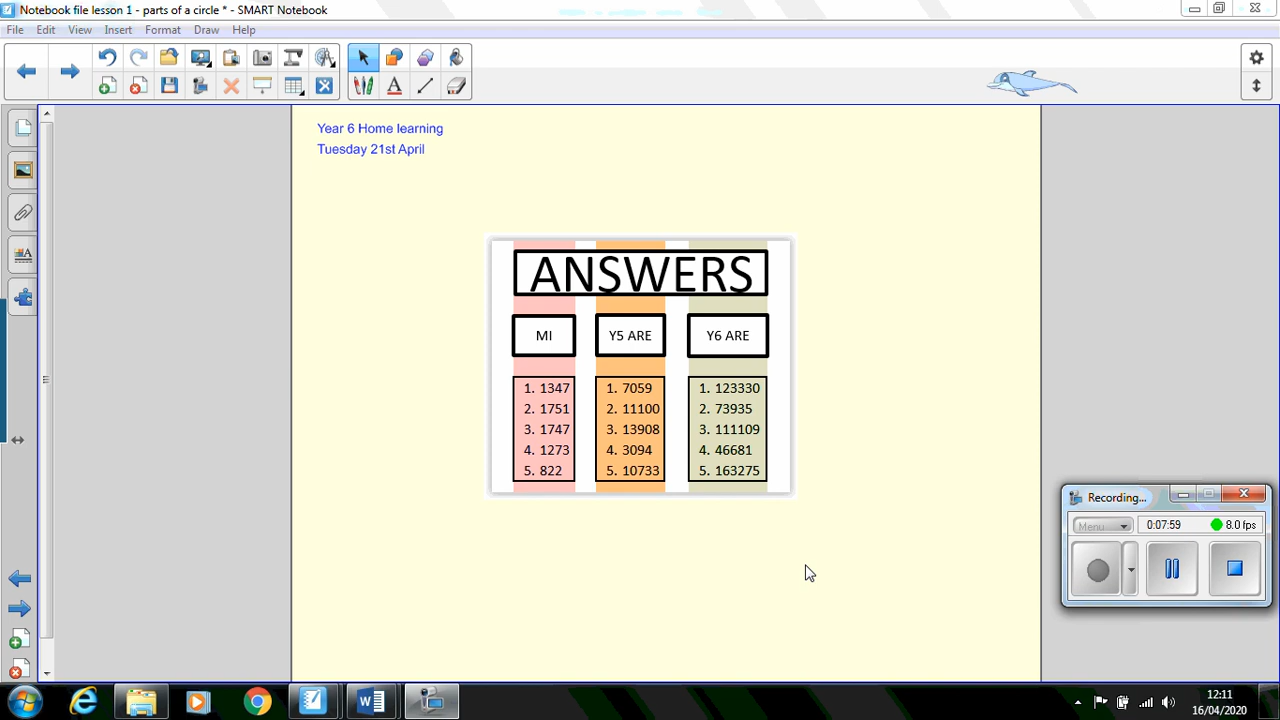 Notebook file lesson 1 - parts of a circle * - SMART Notebook
File Edit View Insert Format Draw Help
Year 6 Home learning
Tuesday 21st April
ANSWERS
MI Y5 ARE Y6 ARE
1. 1347 1. 7059 1. 123330
2. 1751 2. 11100 2. 73935
3. 1747 3. 13908 3. 111109
4. 1273 4. 3094 4. 46681
5. 822 5. 10733 5. 163275
Recording...
Menu 0:07:59 8.0 fps
12:11
16/04/2020